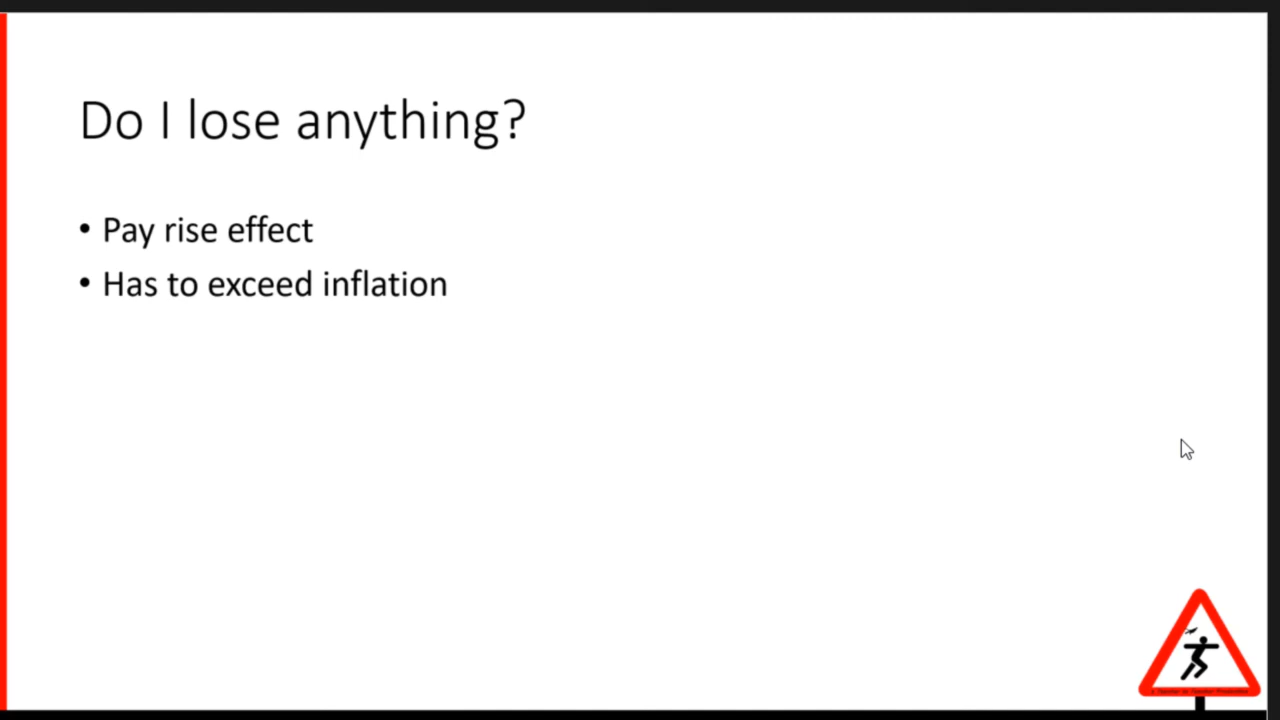 Do I lose anything?
• Pay rise effect
• Has to exceed inflation